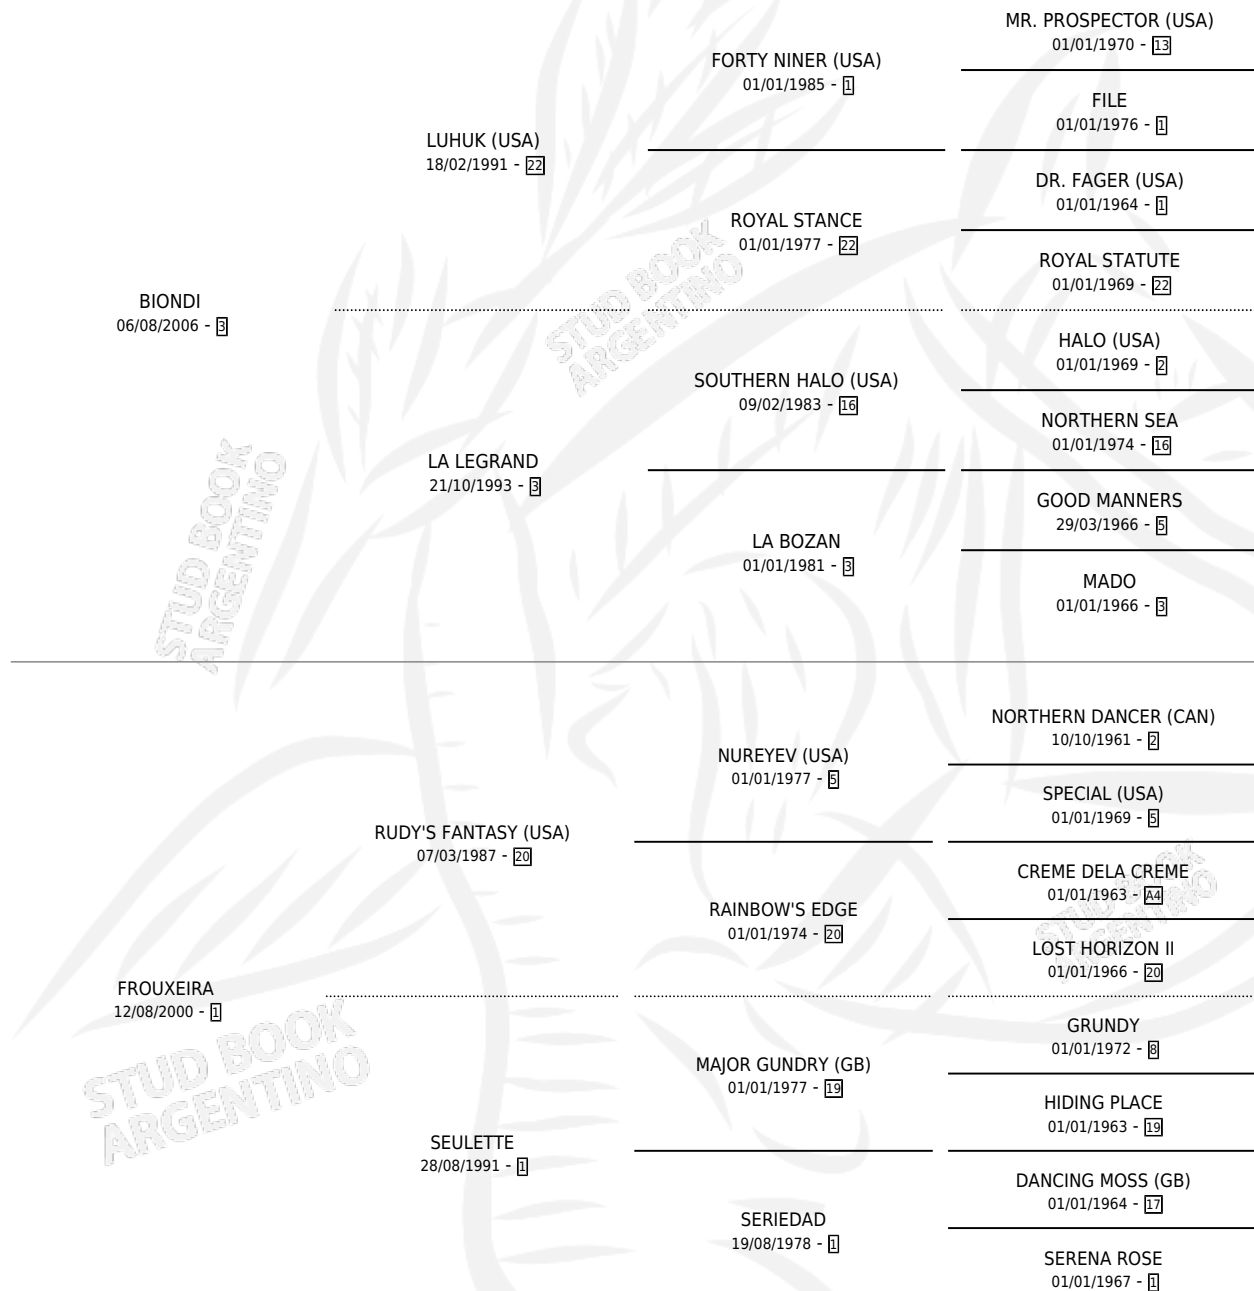 MR. PROSPECTOR (USA)
01/01/1970 - 13
FORTY NINER (USA)
01/01/1985 - 1
FILE
01/01/1976 - 1
LUHUK (USA)
18/02/1991 - 22
DR. FAGER (USA)
01/01/1964 - 1
ROYAL STANCE
01/01/1977 - 22
ROYAL STATUTE
01/01/1969 - 22
BIONDI
06/08/2006 - 3
HALO (USA)
01/01/1969 - 2
SOUTHERN HALO (USA)
09/02/1983 - 16
NORTHERN SEA
01/01/1974 - 16
LA LEGRAND
21/10/1993 - 3
GOOD MANNERS
29/03/1966 - 5
LA BOZAN
01/01/1981 - 3
MADO
01/01/1966 - 3
NORTHERN DANCER (CAN)
10/10/1961 - 2
NUREYEV (USA)
01/01/1977 - 5
SPECIAL (USA)
01/01/1969 - 5
RUDY'S FANTASY (USA)
07/03/1987 - 20
CREME DELA CREME
01/01/1963 - A4
RAINBOW'S EDGE
01/01/1974 - 20
LOST HORIZON II
01/01/1966 - 20
FROUXEIRA
12/08/2000 - 1
GRUNDY
01/01/1972 - 8
MAJOR GUNDRY (GB)
01/01/1977 - 19
HIDING PLACE
01/01/1963 - 19
SEULETTE
28/08/1991 - 1
DANCING MOSS (GB)
01/01/1964 - 17
SERIEDAD
19/08/1978 - 1
SERENA ROSE
01/01/1967 - 1
STUD BOOK
ARGENTINO
STUD BOOK
ARGENTINO
STUD BOOK
ARGENTINO
STUD BOOK
ARGENTINO